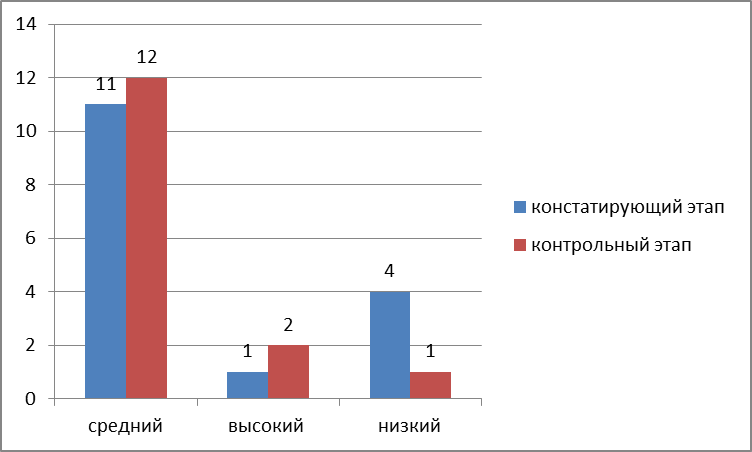 14
12
10
8
6
4
2
0
11
12
1
2
4
1
средний
высокий
низкий
констатирующий этап
контрольный этап